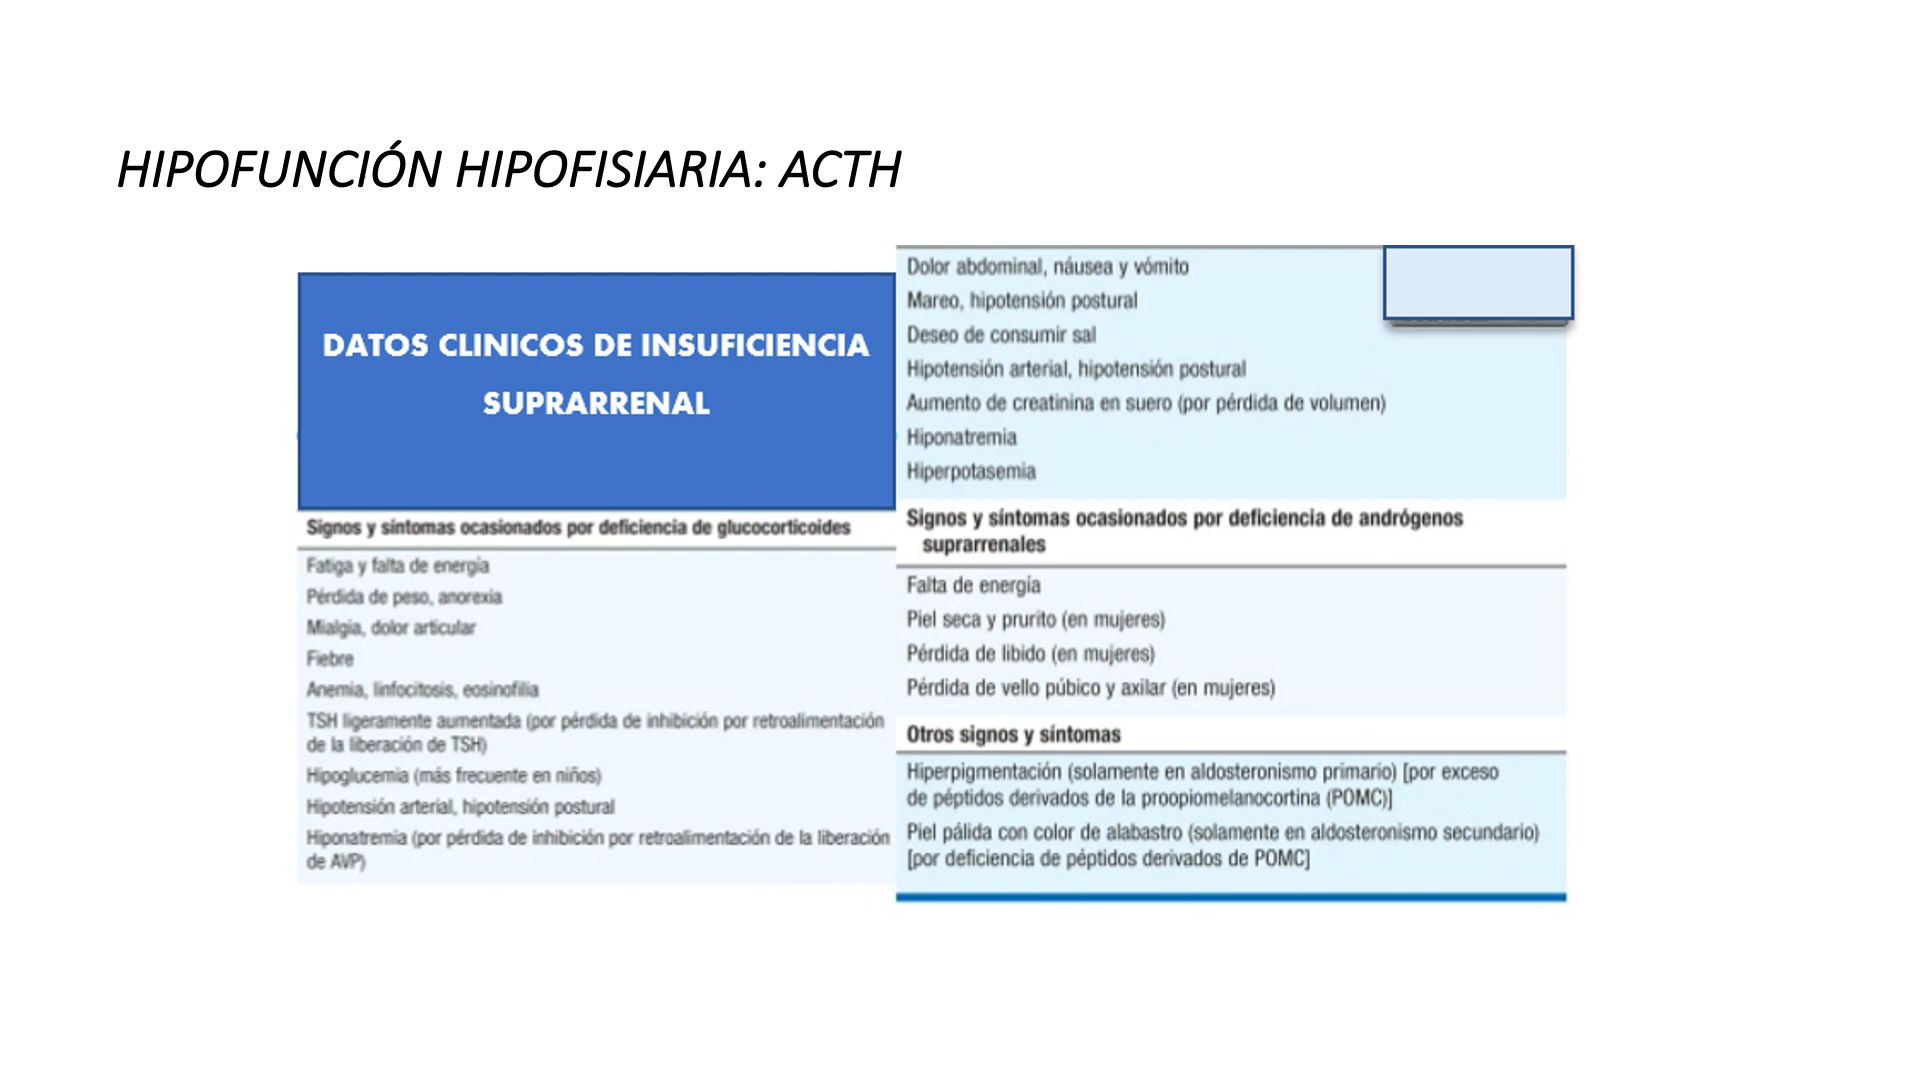 HIPOFUNCIÓN HIPOFISIARIA: ACTH
DATOS CLINICOS DE INSUFICIENCIA
SUPRARRENAL
Signos y síntomas ocasionados por deficiencia de glucocorticoides
Fatiga y falta de energía
Pérdida de peso, anorexia
Mialgia, dolor articular
Fiebre
Anemia, linfocitosis, eosinofilia
TSH ligeramente aumentada (por pérdida de inhibición por retroalimentación
de la liberación de TSH)
Hipoglucemia (más frecuente en niños)
Hipotensión arterial, hipotensión postural
Hiponatremia (por pérdida de inhibición por retroalimentación de la liberación
de AVP)
Dolor abdominal, náusea y vómito
Mareo, hipotensión postural
Deseo de consumir sal
Hipotensión arterial, hipotensión postural
Aumento de creatinina en suero (por pérdida de volumen)
Hiponatremia
Hiperpotasemia
Signos y síntomas ocasionados por deficiencia de andrógenos
suprarrenales
Falta de energía
Piel seca y prurito (en mujeres)
Pérdida de libido (en mujeres)
Pérdida de vello púbico y axilar (en mujeres)
Otros signos y síntomas
Hiperpigmentación (solamente en aldosteronismo primario) [por exceso
de péptidos derivados de la proopiomelanocortina (POMC)]
Piel pálida con color de alabastro (solamente en aldosteronismo secundario)
[por deficiencia de péptidos derivados de POMC]